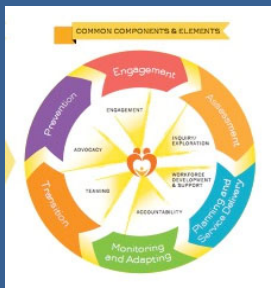 COMMON COMPONENTS & ELEMENTS
Engagement
Assessment
Planning and
Service Delivery
Monitoring
and Adapting
Transition
Prevention
ENGAGEMENT
INQUIRY/
EXPLORATION
WORKFORCE
DEVELOPMENT
& SUPPORT
ACCOUNTABILITY
TEAMING
ADVOCACY